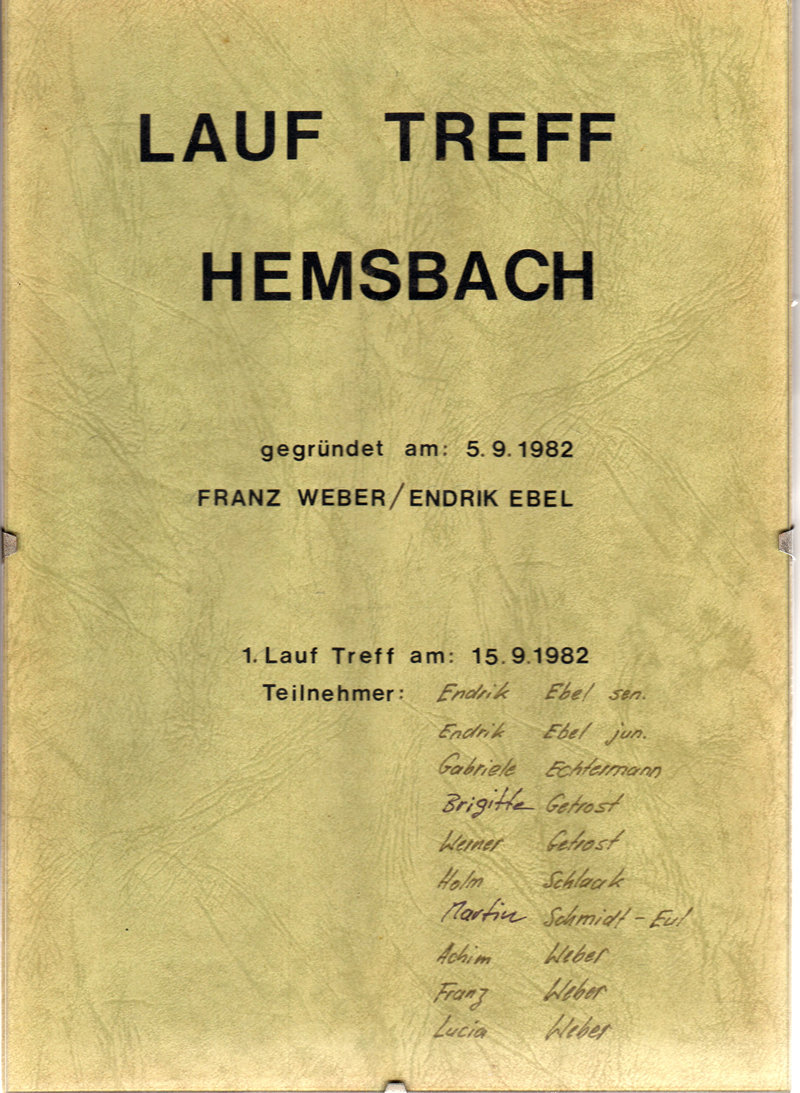 LAUF TREFF
HEMSBACH
gegründet am: 5.9.1982
FRANZ WEBER/ENDRIK EBEL
1. Lauf Treff am: 15.9.1982
Teilnehmer: Endrik Ebel sen.
Endrik Ebel jun.
Gabriele Echtermann
Brigitte Getrost
Werner Getrost
Holm Schlaak
Martin Schmidt-Eul
Achim Weber
Franz Weber
Lucia Weber